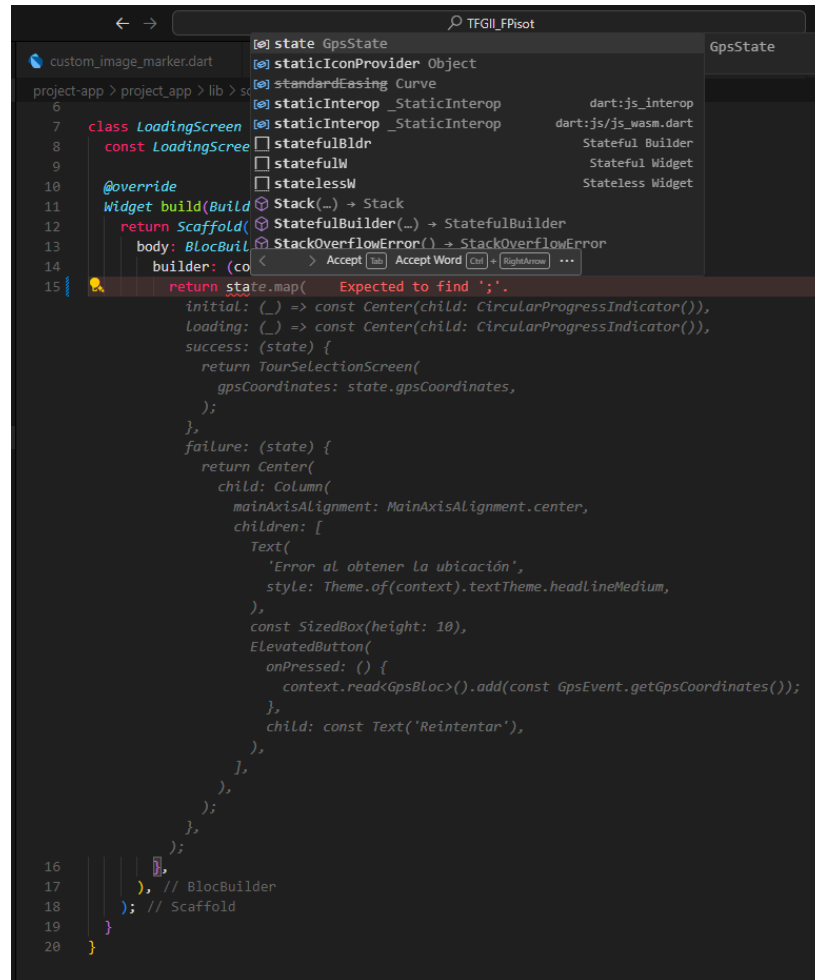 ← → TFGII_FPisot
custom_image_marker.dart
project-app > project_app > lib > sc
state GpsState
GpsState
staticIconProvider Object
standardEasing Curve
staticInterop _StaticInterop dart:js_interop
staticInterop _StaticInterop dart:js/js_wasm.dart
statefulBldr Stateful Builder
statefulW Stateful Widget
statelessW Stateless Widget
Stack(…) → Stack
StatefulBuilder(…) → StatefulBuilder
StackOverflowError() → StackOverflowError
< > Accept Tab Accept Word Ctrl + RightArrow ···
6
7 class LoadingScreen
8 const LoadingScree
9
10 @override
11 Widget build(Build
12 return Scaffold(
13 body: BlocBuil
14 builder: (co
15 return state.map( Expected to find ';'.
initial: (_) => const Center(child: CircularProgressIndicator()),
loading: (_) => const Center(child: CircularProgressIndicator()),
success: (state) {
return TourSelectionScreen(
gpsCoordinates: state.gpsCoordinates,
);
},
failure: (state) {
return Center(
child: Column(
mainAxisAlignment: MainAxisAlignment.center,
children: [
Text(
'Error al obtener la ubicación',
style: Theme.of(context).textTheme.headlineMedium,
),
const SizedBox(height: 10),
ElevatedButton(
onPressed: () {
context.read<GpsBloc>().add(const GpsEvent.getGpsCoordinates());
},
child: const Text('Reintentar'),
),
],
),
);
},
);
16 },
17 ), // BlocBuilder
18 ); // Scaffold
19 }
20 }